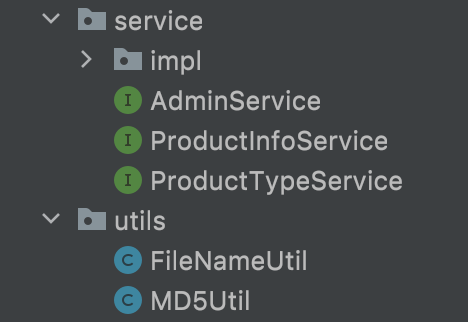 service
impl
I AdminService
I ProductInfoService
I ProductTypeService
utils
C FileNameUtil
C MD5Util